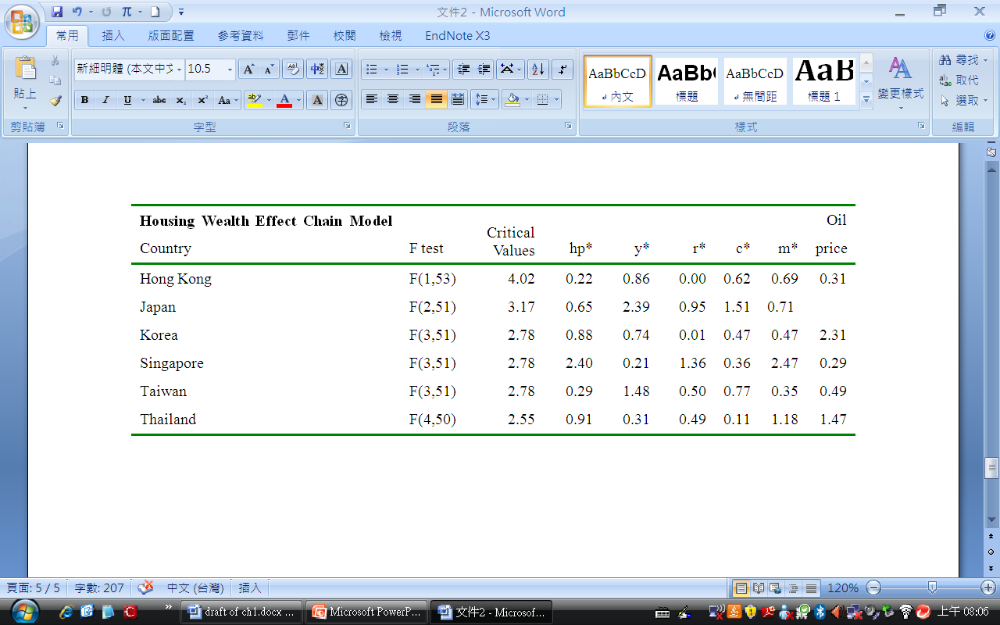 文件2 - Microsoft Word
常用 插入 版面配置 參考資料 郵件 校閱 檢視 EndNote X3
貼上
新細明體 (本文中文 10.5
B I U abc x₂ x² Aa ab A A 字
AaBbCcD AaBb AaBbCcD AaB
內文 標題 無間距 標題 1
變更樣式
尋找
取代
選取
剪貼簿 字型 段落 樣式 編輯
Housing Wealth Effect Chain Model
Country F test Critical Values hp* y* r* c* m* Oil price
Hong Kong F(1,53) 4.02 0.22 0.86 0.00 0.62 0.69 0.31
Japan F(2,51) 3.17 0.65 2.39 0.95 1.51 0.71
Korea F(3,51) 2.78 0.88 0.74 0.01 0.47 0.47 2.31
Singapore F(3,51) 2.78 2.40 0.21 1.36 0.36 2.47 0.29
Taiwan F(3,51) 2.78 0.29 1.48 0.50 0.77 0.35 0.49
Thailand F(4,50) 2.55 0.91 0.31 0.49 0.11 1.18 1.47
頁面: 5 / 5 字數: 207 中文 (台灣) 插入 120%
draft of ch1.docx ... Microsoft PowerP... 文件2 - Microsof... 上午 08:06